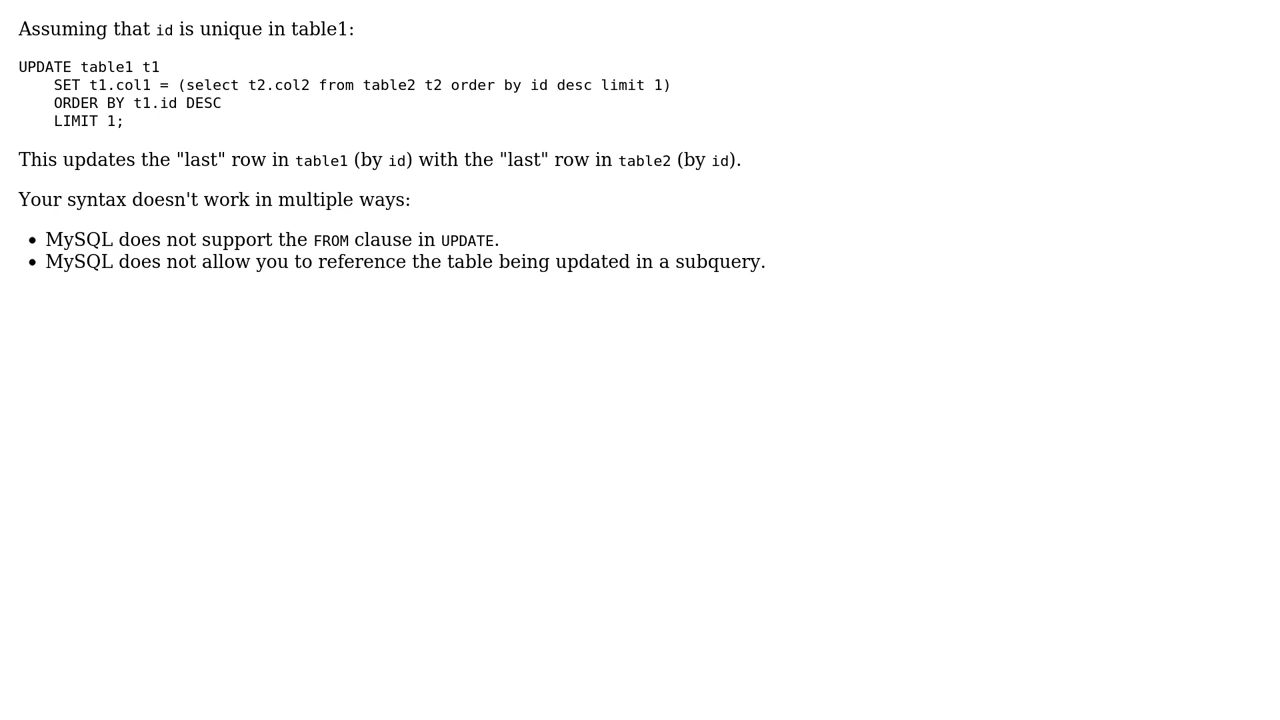 Assuming that id is unique in table1:
UPDATE table1 t1
    SET t1.col1 = (select t2.col2 from table2 t2 order by id desc limit 1)
    ORDER BY t1.id DESC
    LIMIT 1;
This updates the "last" row in table1 (by id) with the "last" row in table2 (by id).
Your syntax doesn't work in multiple ways:
• MySQL does not support the FROM clause in UPDATE.
• MySQL does not allow you to reference the table being updated in a subquery.